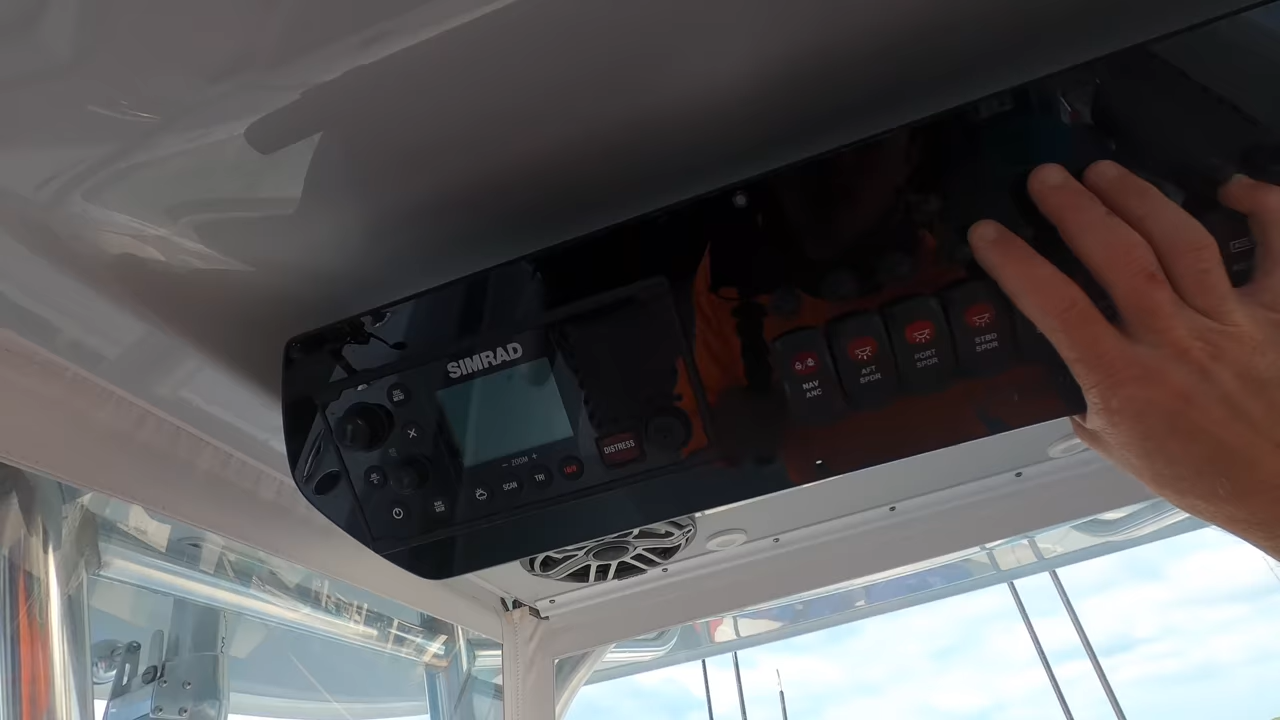 SIMRAD
X
− ZOOM +
SCAN
TRI
16/9
DISTRESS
NAV
ANC
AFT
SPDR
PORT
SPDR
STBD
SPDR